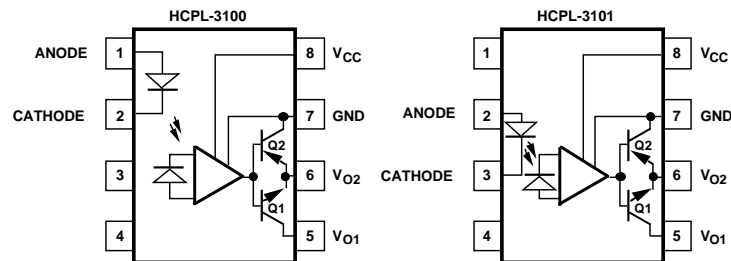 HCPL-3100
ANODE 1
CATHODE 2
3
4
8 VCC
7 GND
6 VO2
5 VO1
Q2
Q1
HCPL-3101
1
ANODE 2
CATHODE 3
4
8 VCC
7 GND
6 VO2
5 VO1
Q2
Q1